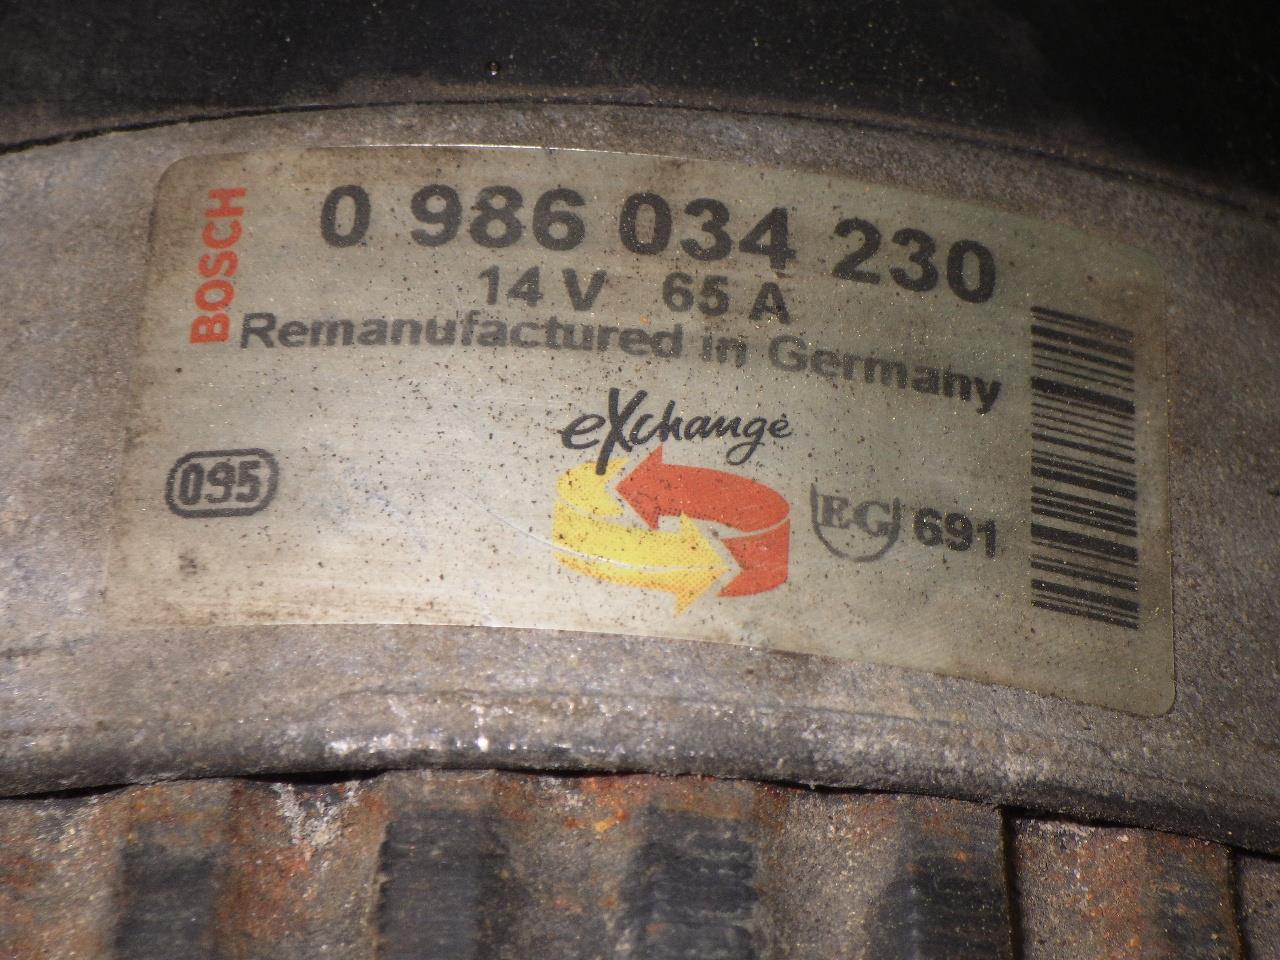 BOSCH
0 986 034 230
14 V 65 A
Remanufactured in Germany
eXchange
095
EG 691